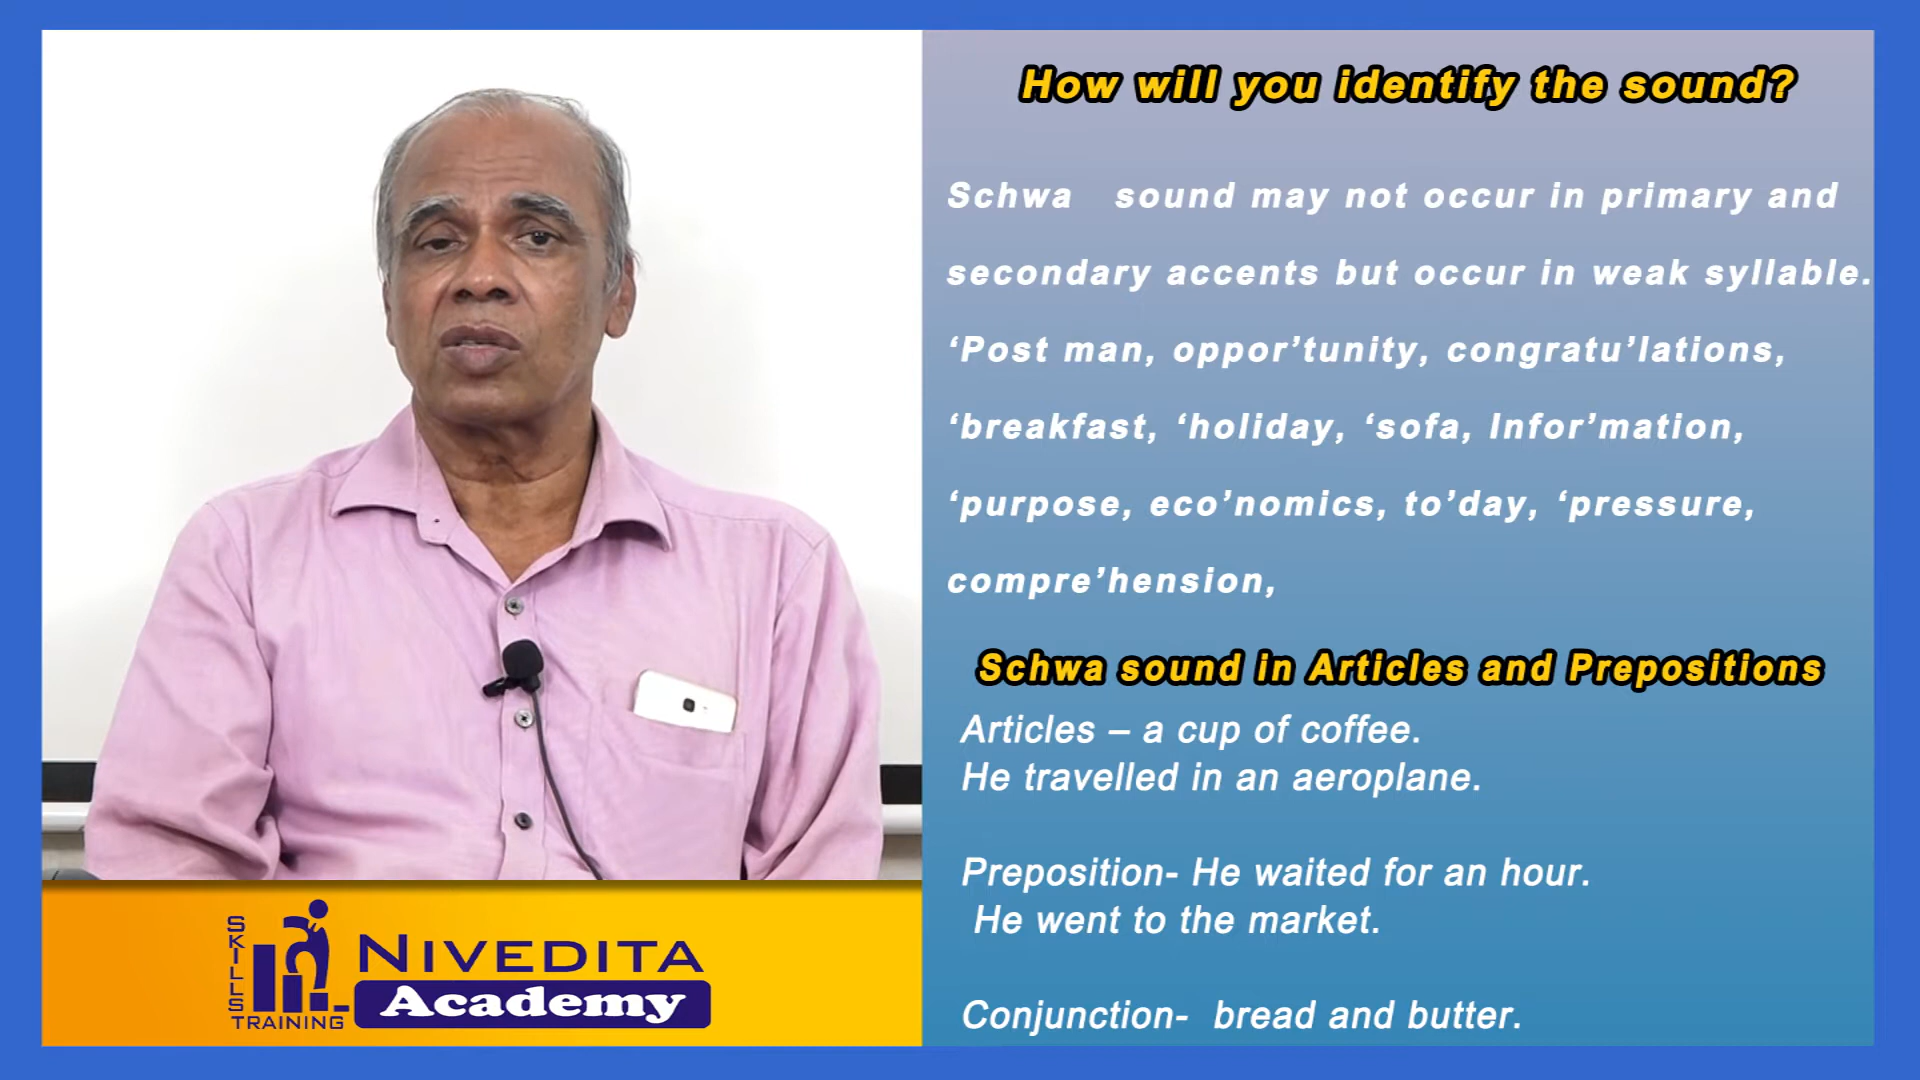 How will you identify the sound?
Schwa sound may not occur in primary and
secondary accents but occur in weak syllable.
‘Post man, oppor’tunity, congratu’lations,
‘breakfast, ‘holiday, ‘sofa, Infor’mation,
‘purpose, eco’nomics, to’day, ‘pressure,
compre’hension,
Schwa sound in Articles and Prepositions
Articles – a cup of coffee.
He travelled in an aeroplane.
Preposition- He waited for an hour.
He went to the market.
Conjunction- bread and butter.
SKILLS
TRAINING
NIVEDITA
Academy